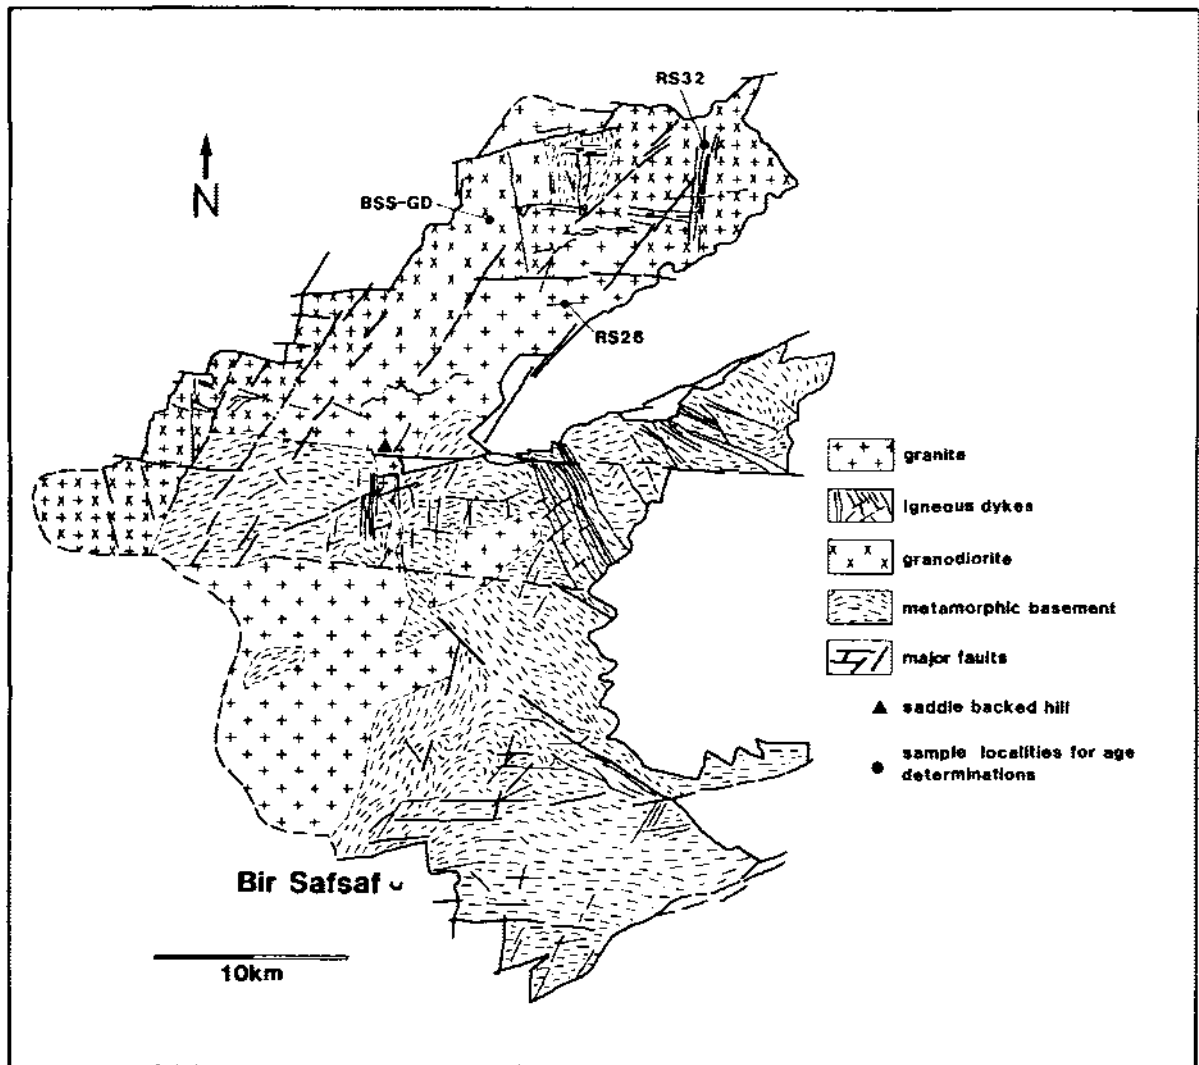 RS32
N
BSS-GD
RS26
granite
igneous dykes
granodiorite
metamorphic basement
major faults
saddle backed hill
sample localities for age
determinations
Bir Safsaf
10km